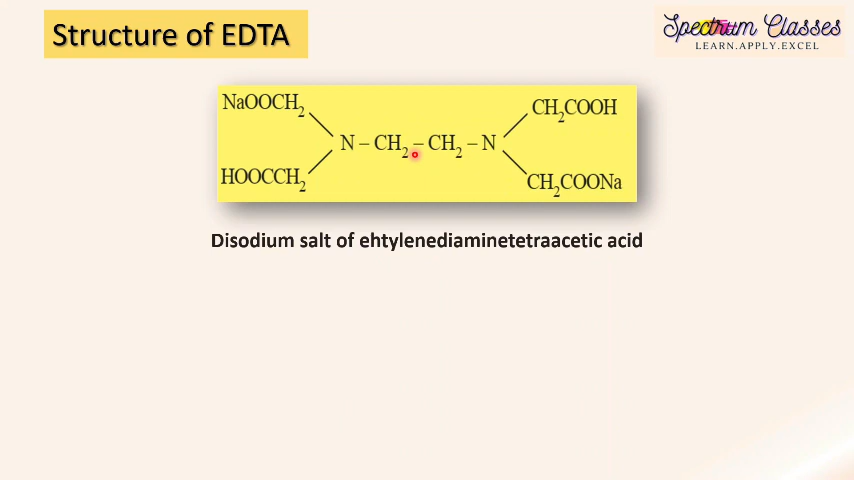 Structure of EDTA
Spectrum Classes
LEARN.APPLY.EXCEL
NaOOCH₂
CH₂COOH
N – CH₂ – CH₂ – N
HOOCCH₂
CH₂COONa
Disodium salt of ehtylenediaminetetraacetic acid